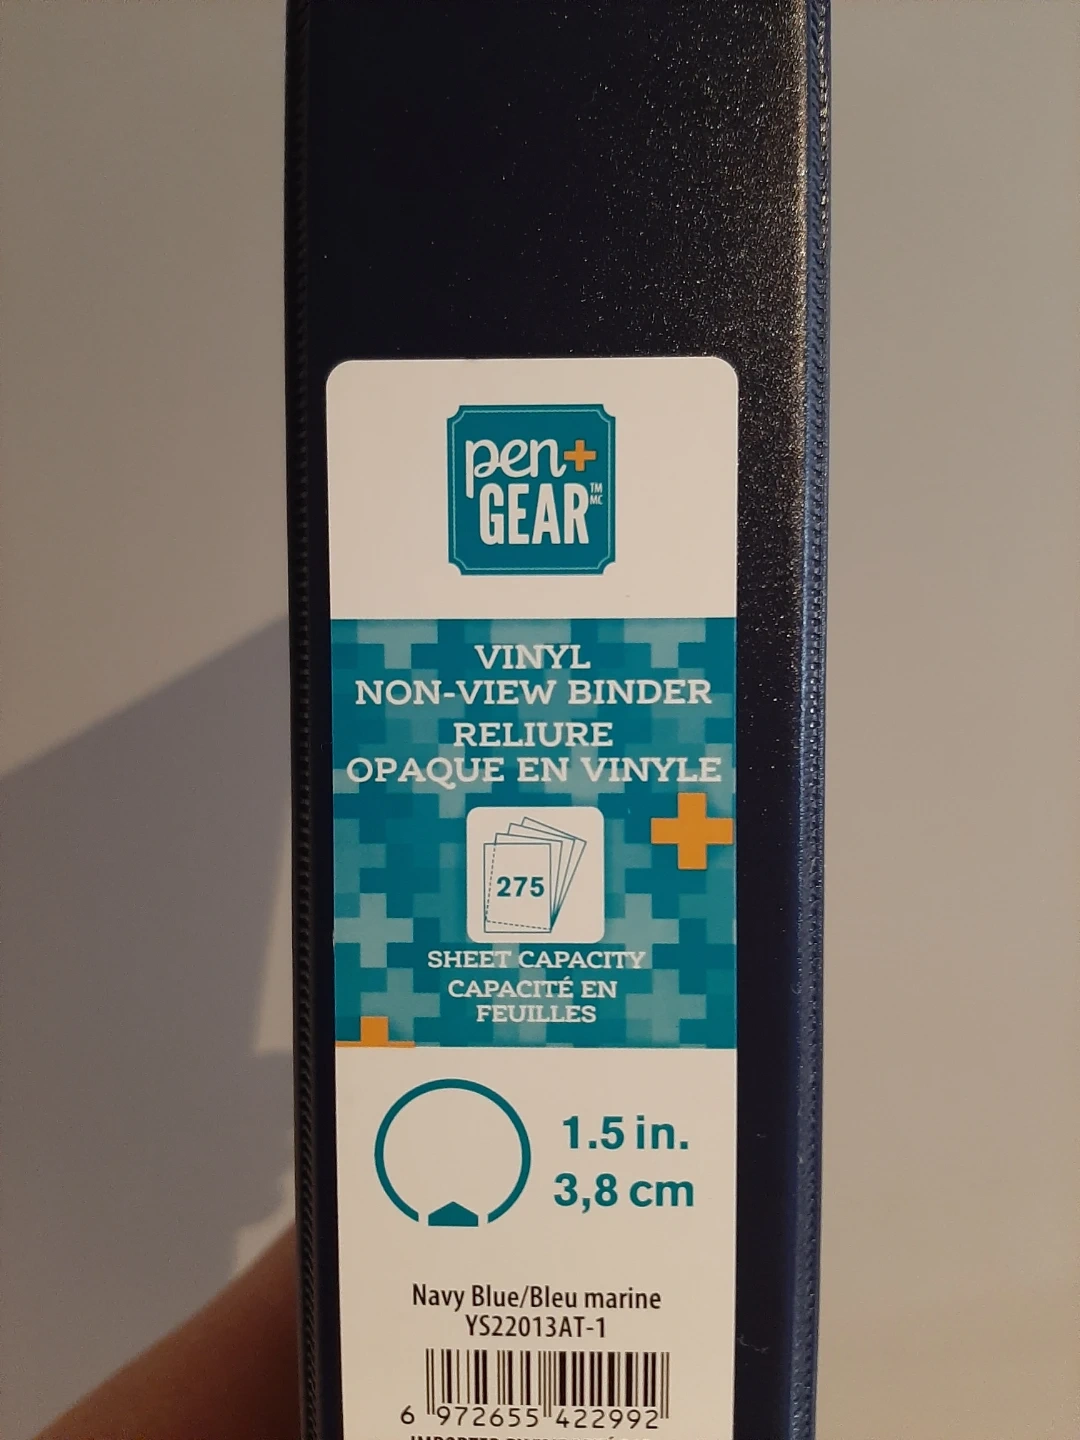 pen+
GEAR
TM
MC
VINYL
NON-VIEW BINDER
RELIURE
OPAQUE EN VINYLE
275
SHEET CAPACITY
CAPACITÉ EN
FEUILLES
1.5 in.
3,8 cm
Navy Blue/Bleu marine
YS22013AT-1
6 972655 422992